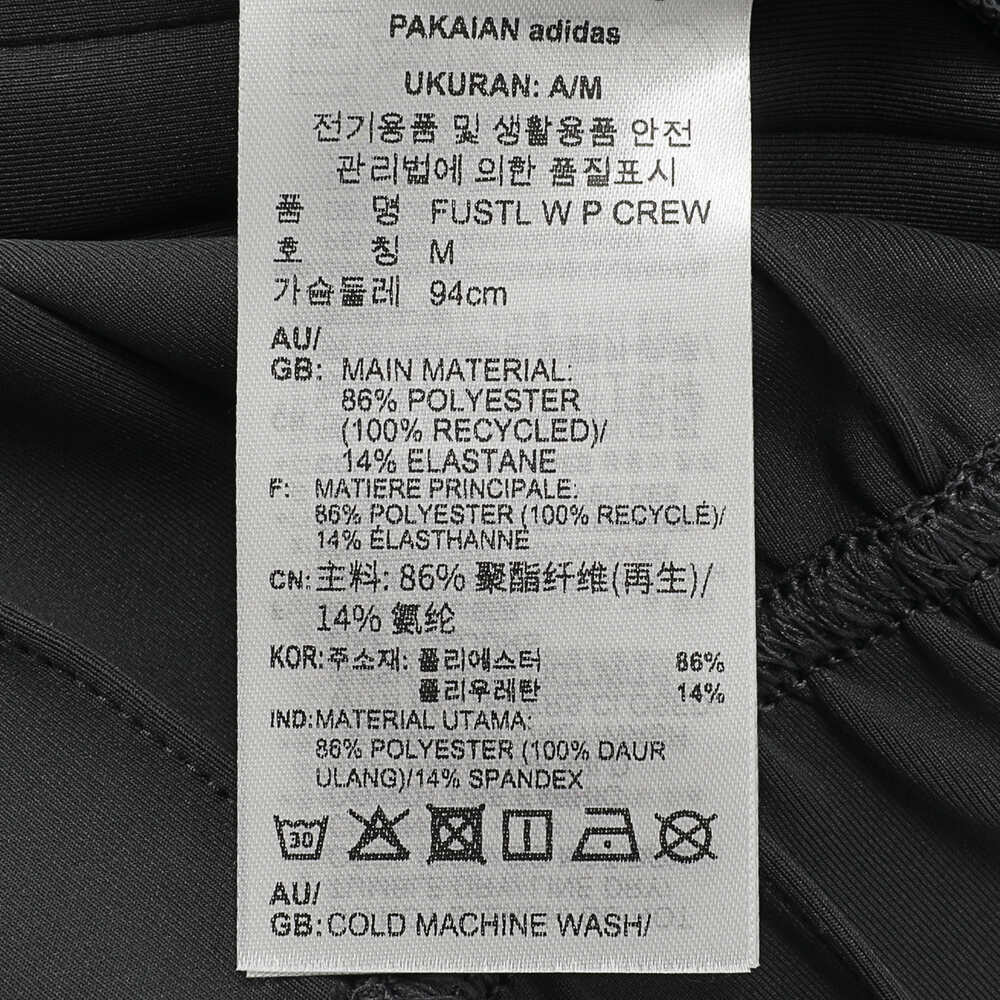 PAKAIAN adidas
UKURAN: A/M
전기용품 및 생활용품 안전
관리법에 의한 품질표시
품 명 FUSTL W P CREW
호 칭 M
가슴둘레 94cm
AU/
GB: MAIN MATERIAL:
86% POLYESTER
(100% RECYCLED)/
14% ELASTANE
F: MATIERE PRINCIPALE:
86% POLYESTER (100% RECYCLÉ)/
14% ÉLASTHANNE
CN: 主料: 86% 聚酯纤维(再生)/
14% 氨纶
KOR: 주소재: 폴리에스터 86%
폴리우레탄 14%
IND: MATERIAL UTAMA:
86% POLYESTER (100% DAUR
ULANG)/14% SPANDEX
30
AU/
GB: COLD MACHINE WASH/